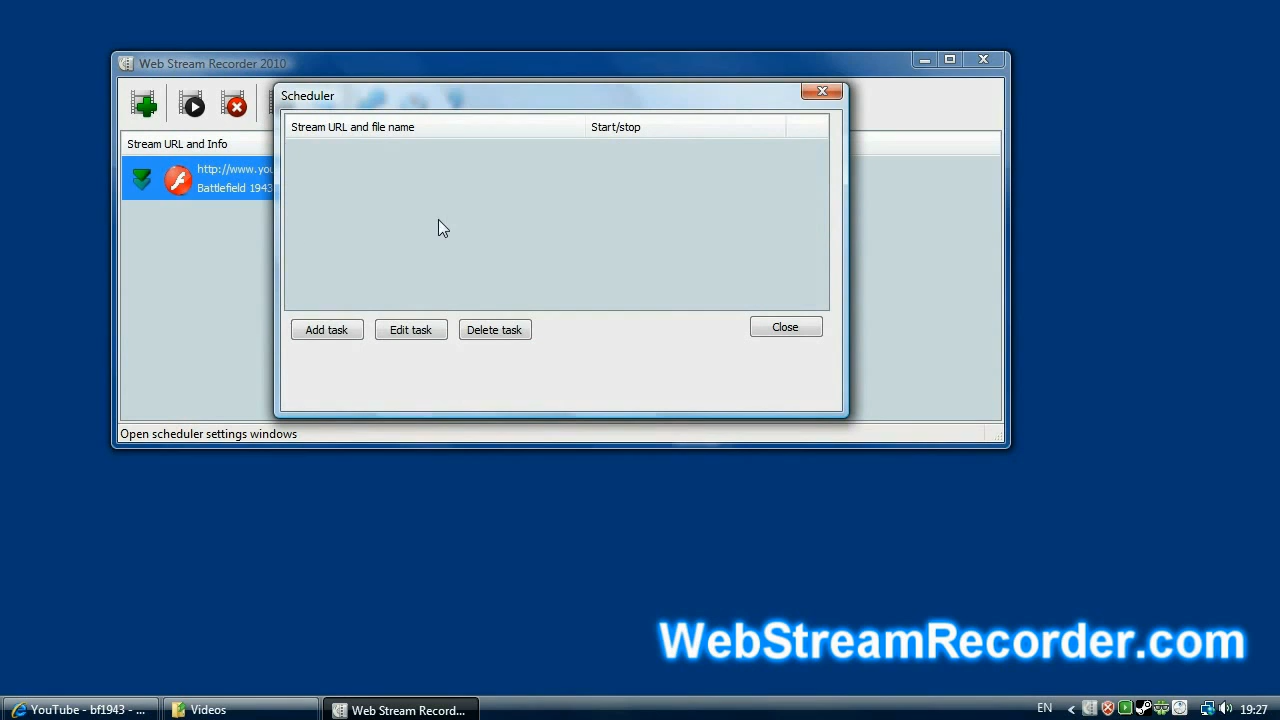 Web Stream Recorder 2010
Scheduler
Stream URL and file name
Start/stop
Stream URL and Info
http://www.you
Battlefield 1943
Add task
Edit task
Delete task
Close
Open scheduler settings windows
WebStreamRecorder.com
YouTube - bf1943 - ...
Videos
Web Stream Record...
EN
19:27